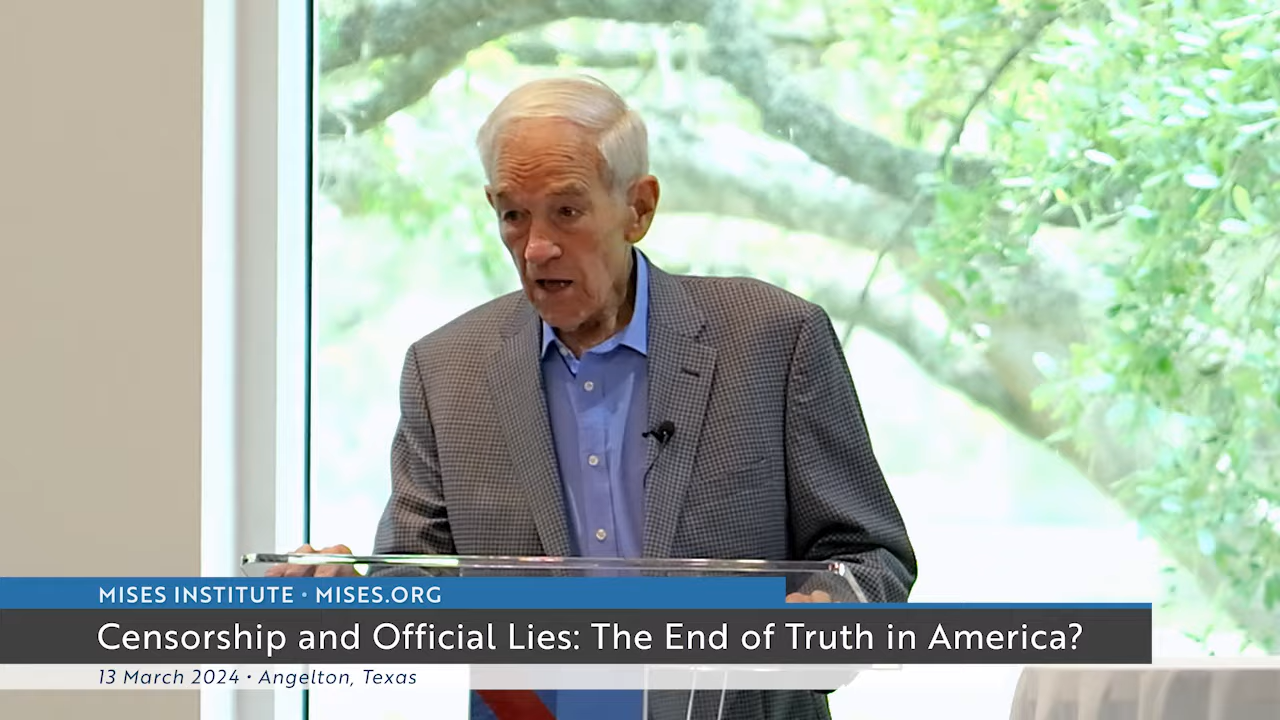 MISES INSTITUTE • MISES.ORG
Censorship and Official Lies: The End of Truth in America?
13 March 2024 • Angelton, Texas